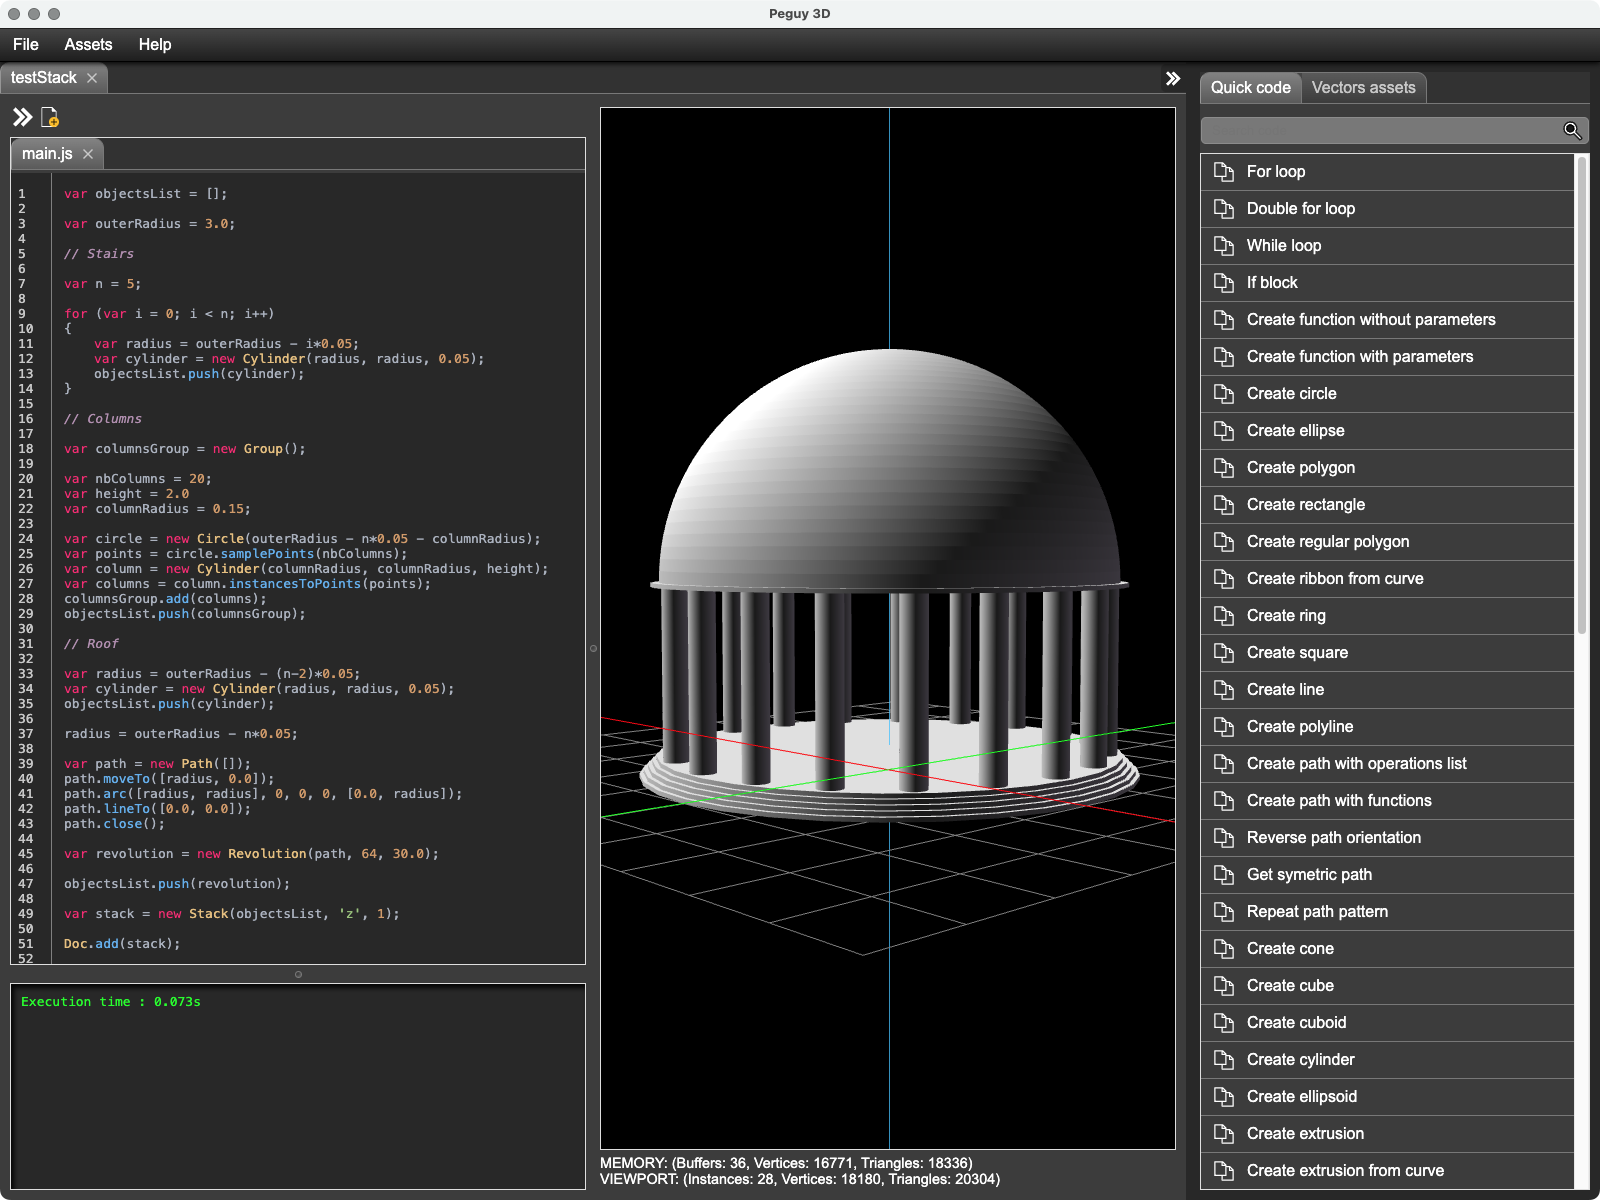 Peguy 3D
File Assets Help
testStack
main.js
1 var objectsList = [];
2
3 var outerRadius = 3.0;
4
5 // Stairs
6
7 var n = 5;
8
9 for (var i = 0; i < n; i++)
10 {
11 var radius = outerRadius - i*0.05;
12 var cylinder = new Cylinder(radius, radius, 0.05);
13 objectsList.push(cylinder);
14 }
15
16 // Columns
17
18 var columnsGroup = new Group();
19
20 var nbColumns = 20;
21 var height = 2.0
22 var columnRadius = 0.15;
23
24 var circle = new Circle(outerRadius - n*0.05 - columnRadius);
25 var points = circle.samplePoints(nbColumns);
26 var column = new Cylinder(columnRadius, columnRadius, height);
27 var columns = column.instancesToPoints(points);
28 columnsGroup.add(columns);
29 objectsList.push(columnsGroup);
30
31 // Roof
32
33 var radius = outerRadius - (n-2)*0.05;
34 var cylinder = new Cylinder(radius, radius, 0.05);
35 objectsList.push(cylinder);
36
37 radius = outerRadius - n*0.05;
38
39 var path = new Path([]);
40 path.moveTo([radius, 0.0]);
41 path.arc([radius, radius], 0, 0, 0, [0.0, radius]);
42 path.lineTo([0.0, 0.0]);
43 path.close();
44
45 var revolution = new Revolution(path, 64, 30.0);
46
47 objectsList.push(revolution);
48
49 var stack = new Stack(objectsList, 'z', 1);
50
51 Doc.add(stack);
52
Execution time : 0.073s
MEMORY: (Buffers: 36, Vertices: 16771, Triangles: 18336)
VIEWPORT: (Instances: 28, Vertices: 18180, Triangles: 20304)
Quick code Vectors assets
For loop
Double for loop
While loop
If block
Create function without parameters
Create function with parameters
Create circle
Create ellipse
Create polygon
Create rectangle
Create regular polygon
Create ribbon from curve
Create ring
Create square
Create line
Create polyline
Create path with operations list
Create path with functions
Reverse path orientation
Get symetric path
Repeat path pattern
Create cone
Create cube
Create cuboid
Create cylinder
Create ellipsoid
Create extrusion
Create extrusion from curve